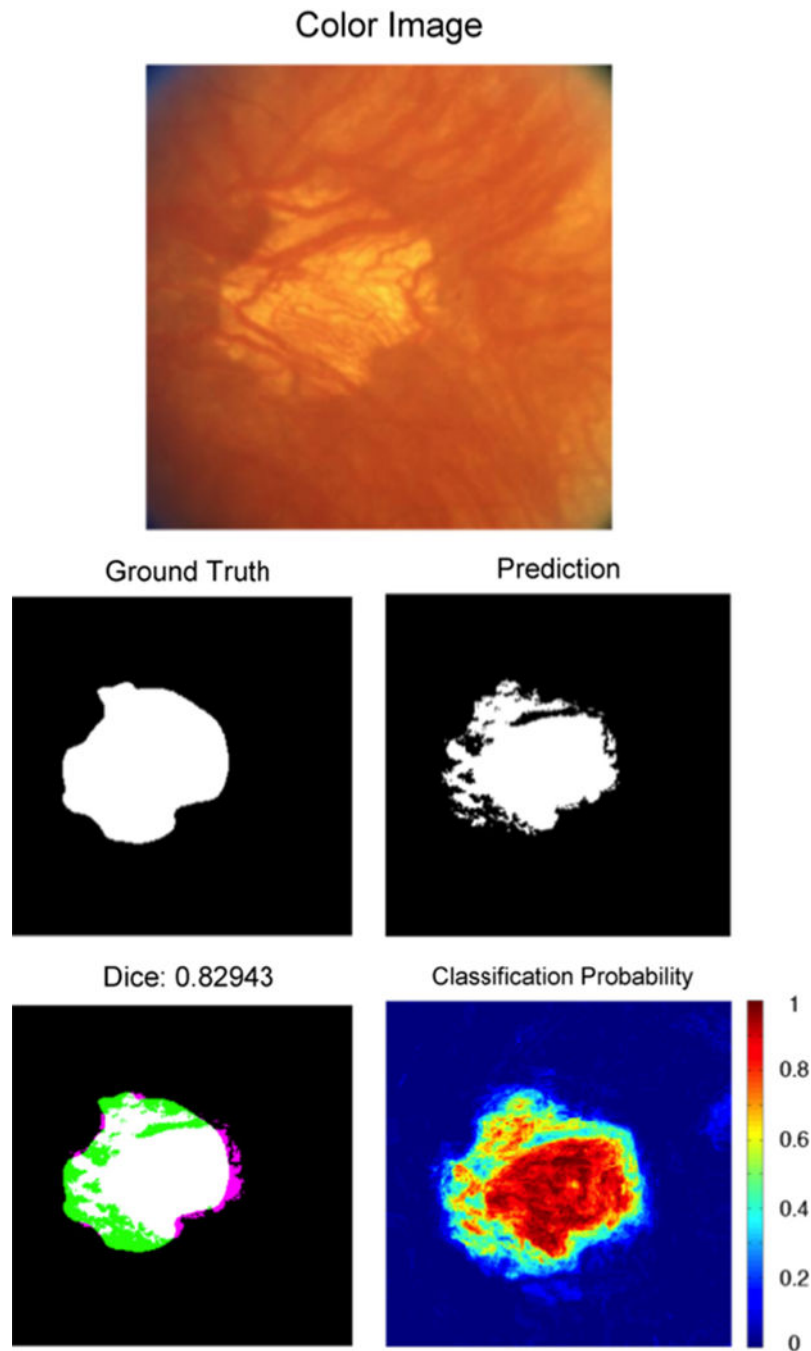 Color Image
Ground Truth
Prediction
Dice: 0.82943
Classification Probability
1
0.8
0.6
0.4
0.2
0